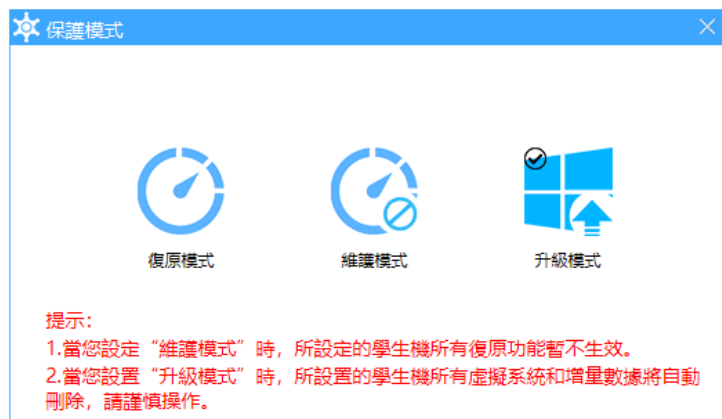 保護模式
復原模式 維護模式 升級模式
提示：
1.當您設定“維護模式”時，所設定的學生機所有復原功能暫不生效。
2.當您設置“升級模式”時，所設置的學生機所有虛擬系統和增量數據將自動
刪除，請謹慎操作。